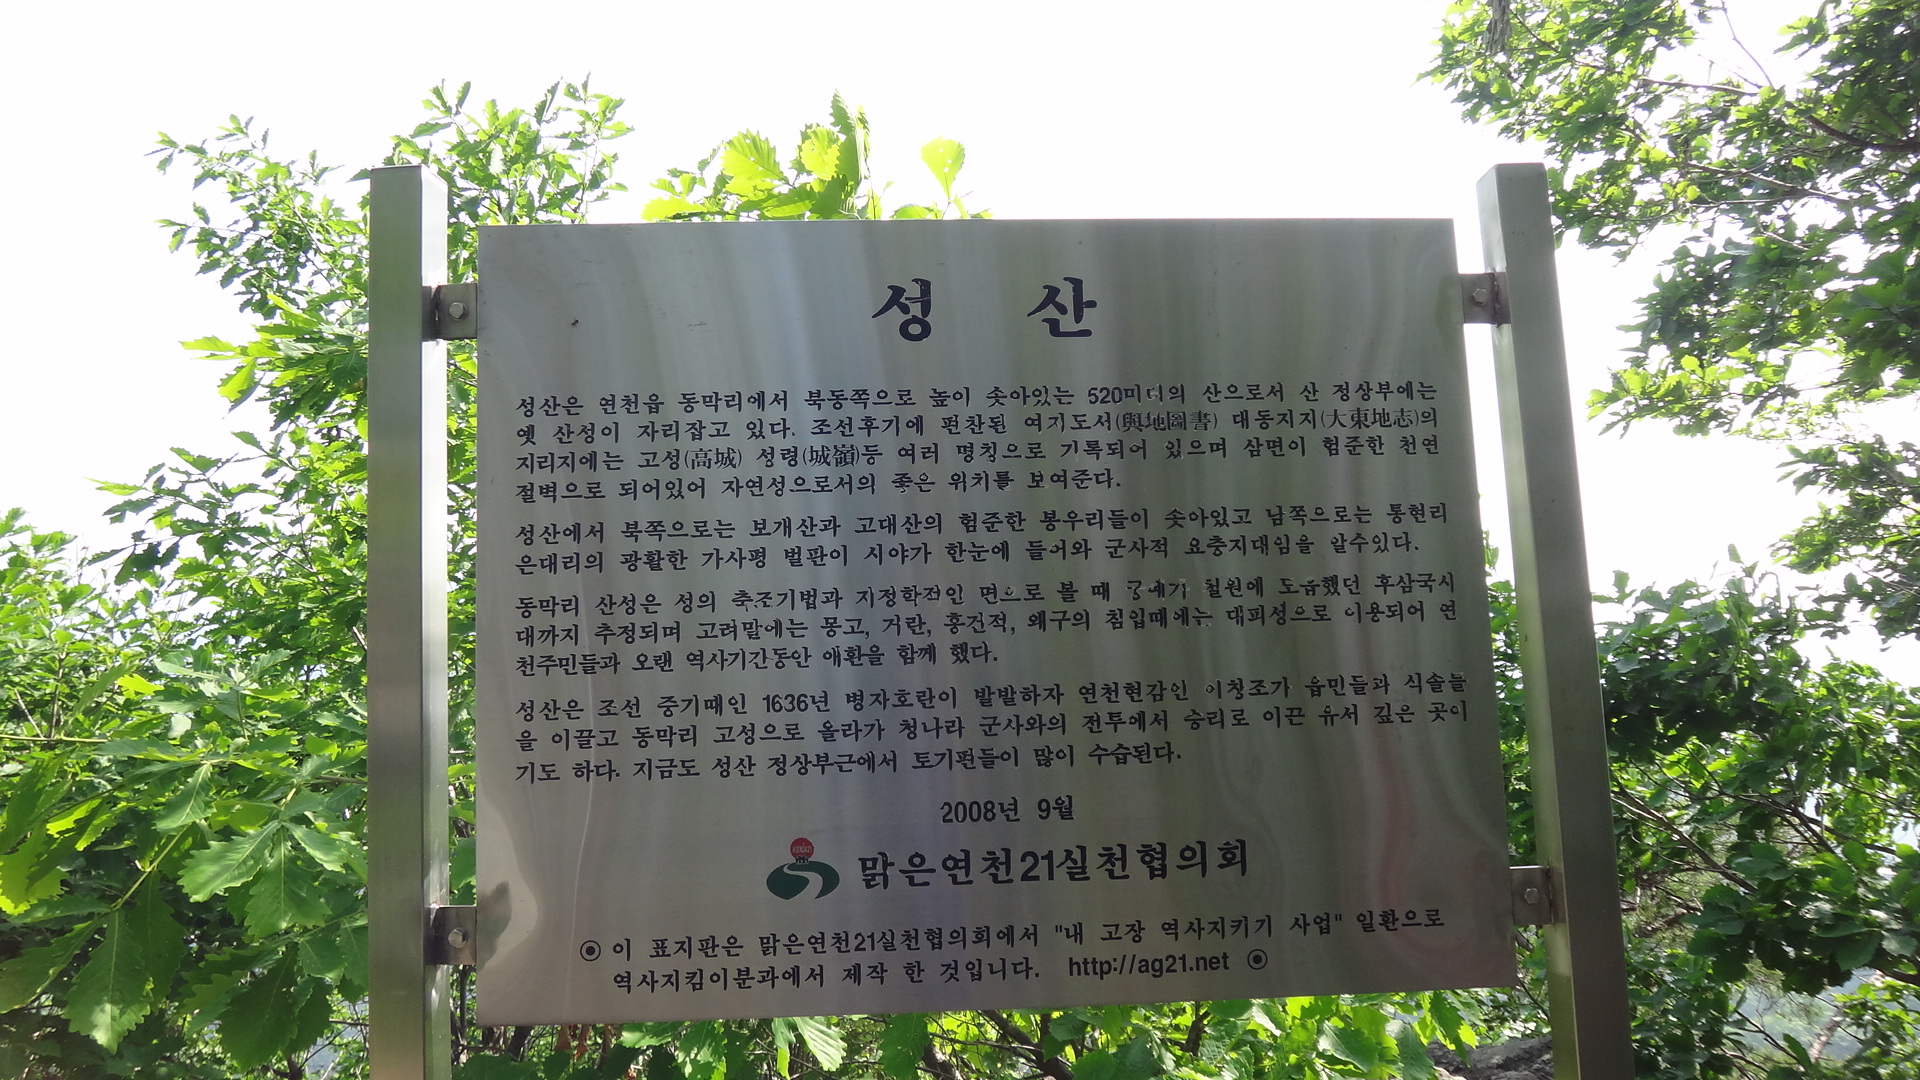 성 산
성산은 연천읍 동막리에서 북동쪽으로 높이 솟아있는 520미터의 산으로서 산 정상부에는
옛 산성이 자리잡고 있다. 조선후기에 편찬된 여지도서(輿地圖書) 대동지지(大東地志)의
지리지에는 고성(高城) 성령(城嶺)등 여러 명칭으로 기록되어 있으며 삼면이 험준한 천연
절벽으로 되어있어 자연성으로서의 좋은 위치를 보여준다.
성산에서 북쪽으로는 보개산과 고대산의 험준한 봉우리들이 솟아있고 남쪽으로는 통현리
은대리의 광활한 가사평 벌판이 시야가 한눈에 들어와 군사적 요충지대임을 알수있다.
동막리 산성은 성의 축조기법과 지정학적인 면으로 볼 때 궁예가 철원에 도읍했던 후삼국시
대까지 추정되며 고려말에는 몽고, 거란, 홍건적, 왜구의 침입때에는 대피성으로 이용되어 연
천주민들과 오랜 역사기간동안 애환을 함께 했다.
성산은 조선 중기때인 1636년 병자호란이 발발하자 연천현감인 이창조가 읍민들과 식솔들
을 이끌고 동막리 고성으로 올라가 청나라 군사와의 전투에서 승리로 이끈 유서 깊은 곳이
기도 하다. 지금도 성산 정상부근에서 토기편들이 많이 수습된다.
2008년 9월
맑은연천21실천협의회
◉ 이 표지판은 맑은연천21실천협의회에서 "내 고장 역사지키기 사업" 일환으로
역사지킴이분과에서 제작 한 것입니다. http://ag21.net ◉